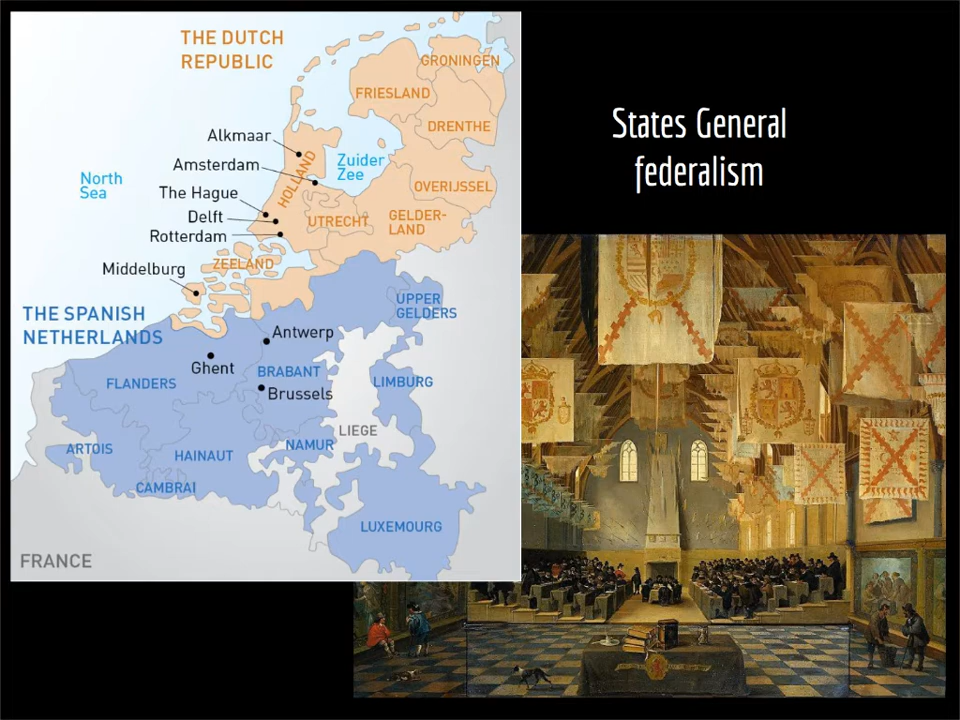 THE DUTCH
REPUBLIC
GRONINGEN
FRIESLAND
DRENTHE
Alkmaar
Amsterdam
Zuider
Zee
HOLLAND
North
Sea
The Hague
OVERIJSSEL
Delft
UTRECHT
GELDER-
LAND
Rotterdam
ZEELAND
Middelburg
THE SPANISH
NETHERLANDS
UPPER
GELDERS
Antwerp
Ghent
BRABANT
FLANDERS
LIMBURG
Brussels
LIEGE
ARTOIS
HAINAUT
NAMUR
CAMBRAI
LUXEMOURG
FRANCE
States General
federalism